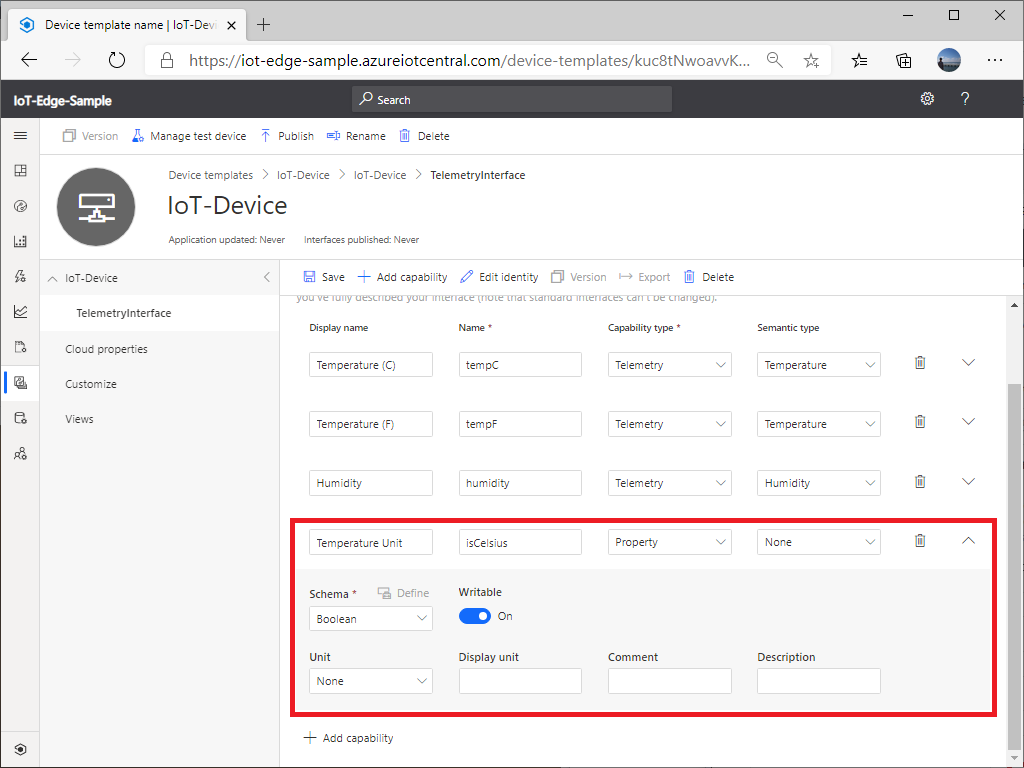 Device template name | IoT-Devi
https://iot-edge-sample.azureiotcentral.com/device-templates/kuc8tNwoavvK...
IoT-Edge-Sample
Search
?
Version Manage test device Publish Rename Delete
Device templates > IoT-Device > IoT-Device > TelemetryInterface
IoT-Device
Application updated: Never Interfaces published: Never
IoT-Device
TelemetryInterface
Cloud properties
Customize
Views
Save Add capability Edit identity Version Export Delete
you've fully described your interface (note that standard interfaces can't be changed).
Display name Name * Capability type * Semantic type
Temperature (C) tempC Telemetry Temperature
Temperature (F) tempF Telemetry Temperature
Humidity humidity Telemetry Humidity
Temperature Unit isCelsius Property None
Schema * Define Writable
Boolean On
Unit Display unit Comment Description
None
Add capability